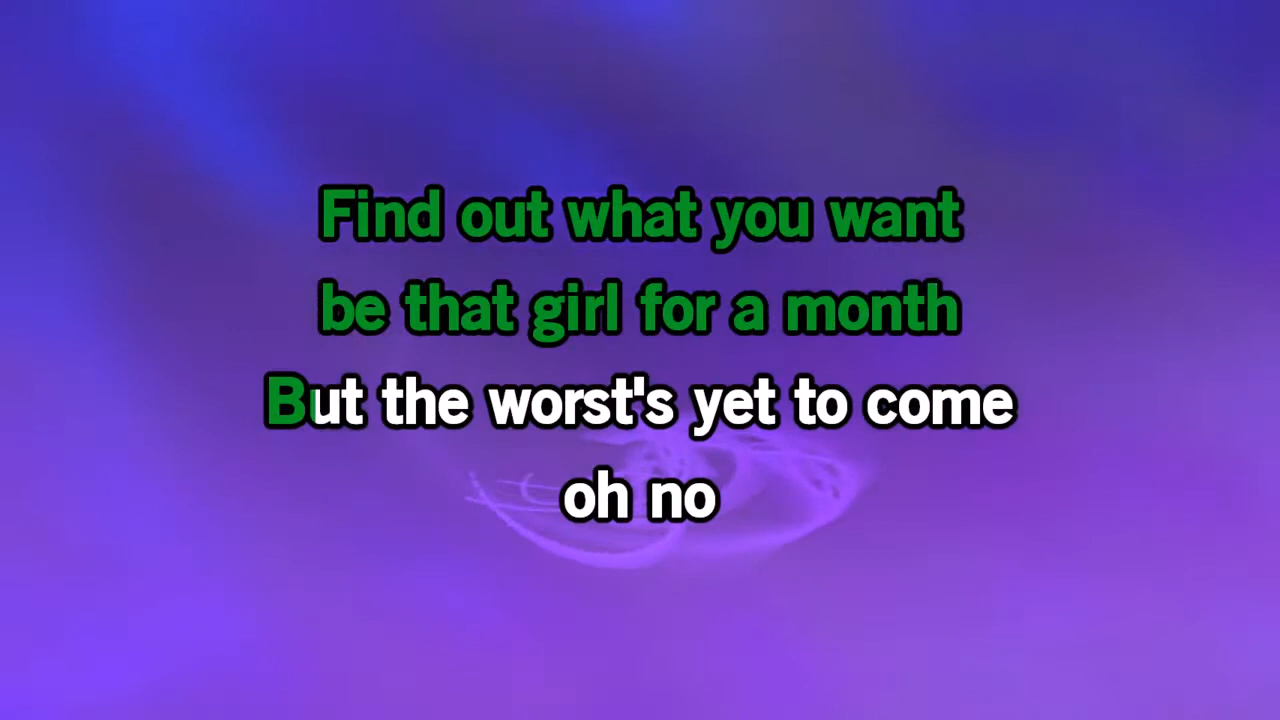 Find out what you want
be that girl for a month
But the worst's yet to come
oh no